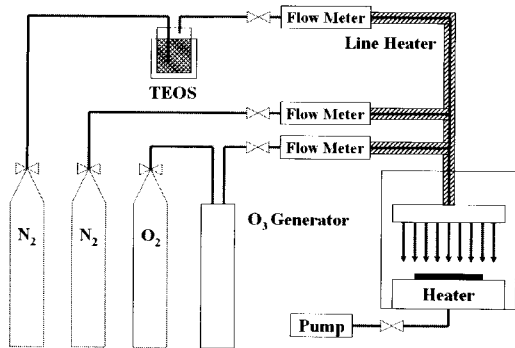 Flow Meter
Line Heater
TEOS
Flow Meter
Flow Meter
N₂
N₂
O₂
O₃ Generator
Heater
Pump